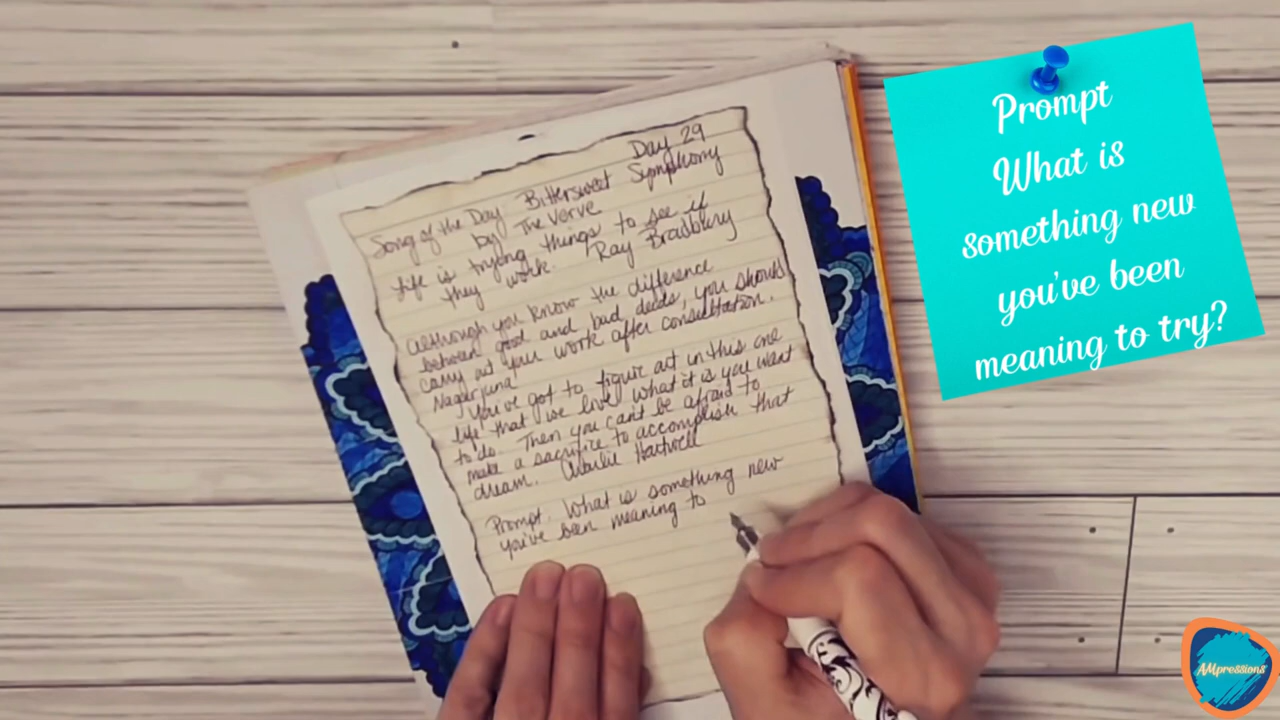 Day 29
Song of the Day: Bittersweet Symphony
by The Verve
Life is trying things to see if
they work. Ray Bradbury
Although you know the difference
between good and bad deeds, you should
carry out your work after consultation.
Nagarjuna
You've got to figure out in this one
life that we live, what it is you want
to do. Then you can't be afraid to
make a sacrifice to accomplish that
dream. Charlie Hartwell
Prompt. What is something new
you've been meaning to
Prompt
What is
something new
you've been
meaning to try?
AMpressions